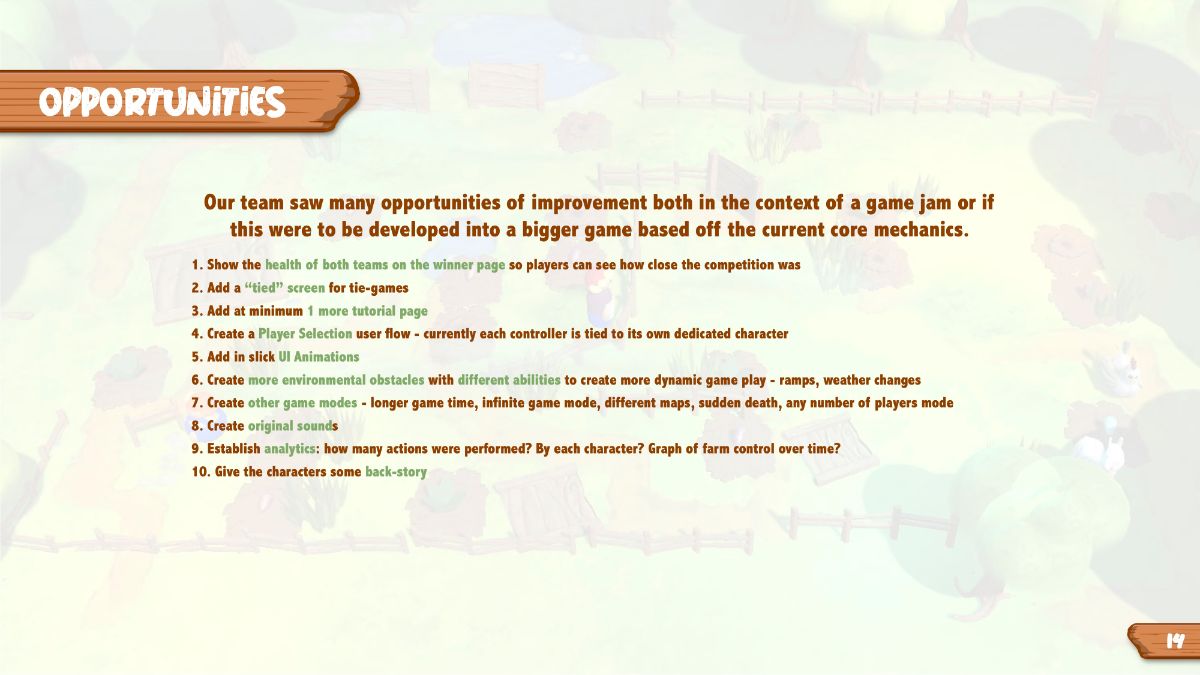 OPPORTUNITIES
Our team saw many opportunities of improvement both in the context of a game jam or if
this were to be developed into a bigger game based off the current core mechanics.
1. Show the health of both teams on the winner page so players can see how close the competition was
2. Add a “tied” screen for tie-games
3. Add at minimum 1 more tutorial page
4. Create a Player Selection user flow - currently each controller is tied to its own dedicated character
5. Add in slick UI Animations
6. Create more environmental obstacles with different abilities to create more dynamic game play - ramps, weather changes
7. Create other game modes - longer game time, infinite game mode, different maps, sudden death, any number of players mode
8. Create original sounds
9. Establish analytics: how many actions were performed? By each character? Graph of farm control over time?
10. Give the characters some back-story
14